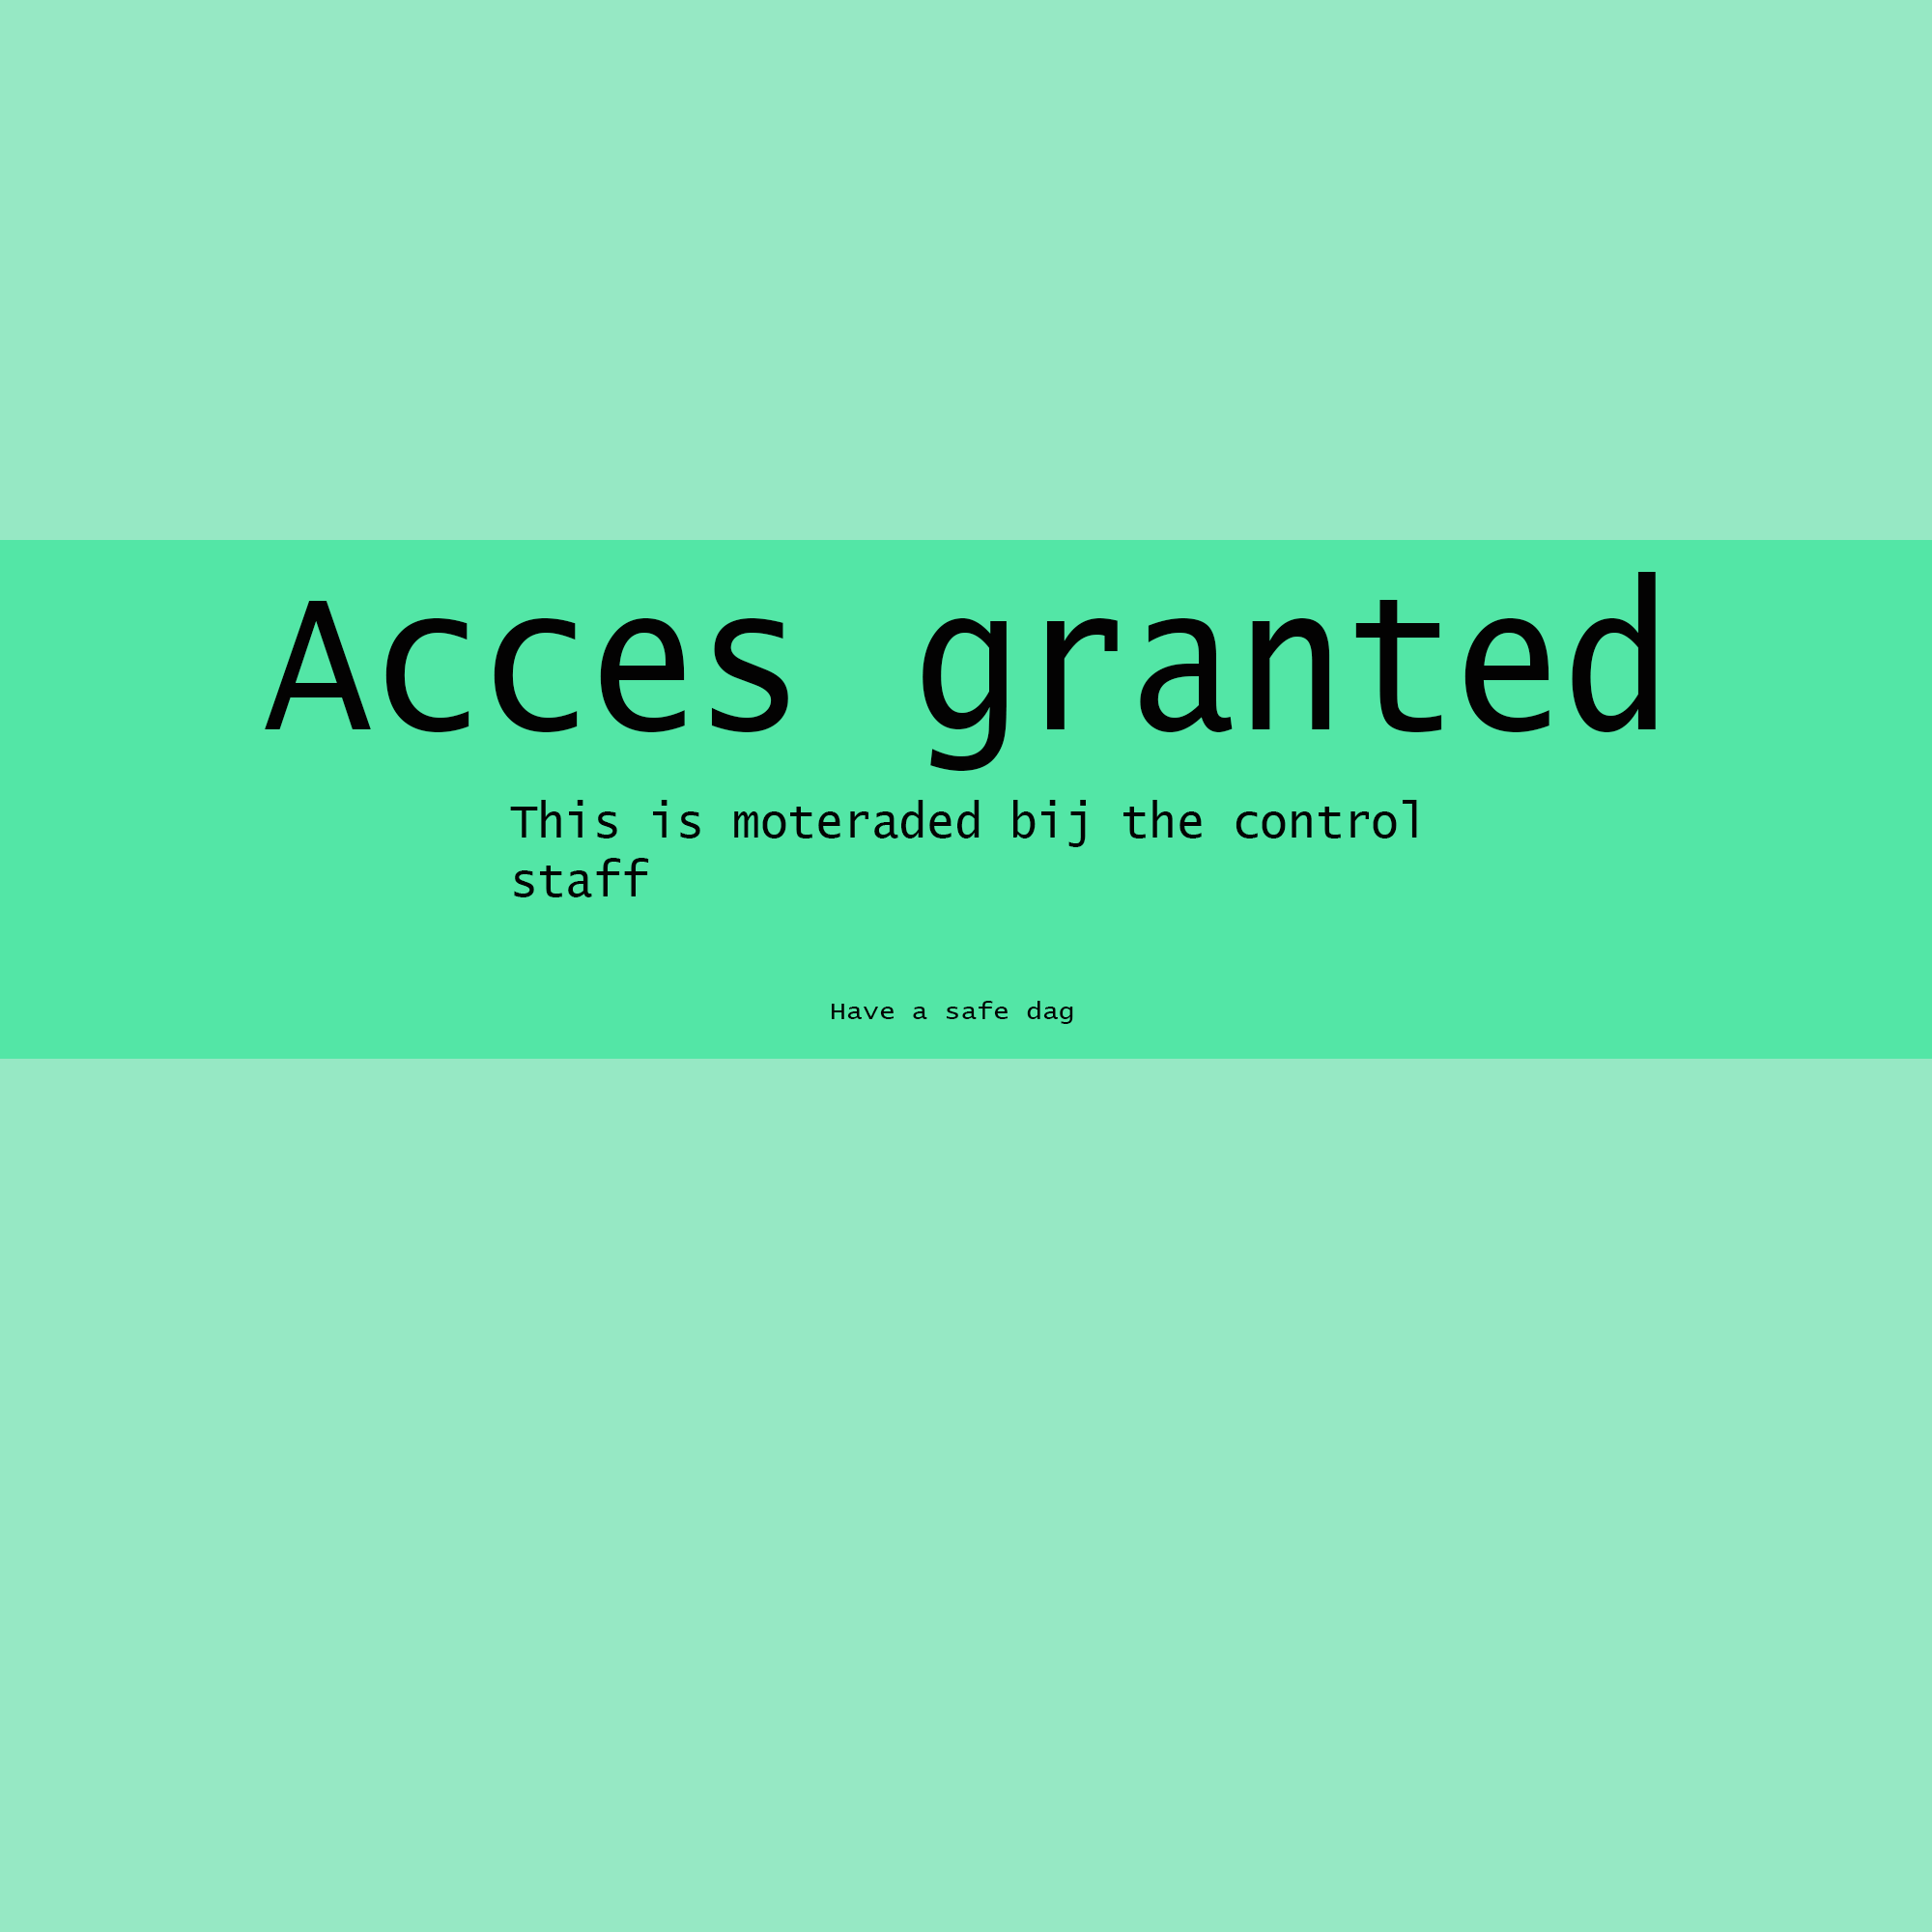 Acces granted
This is moteraded bij the control
staff
Have a safe dag